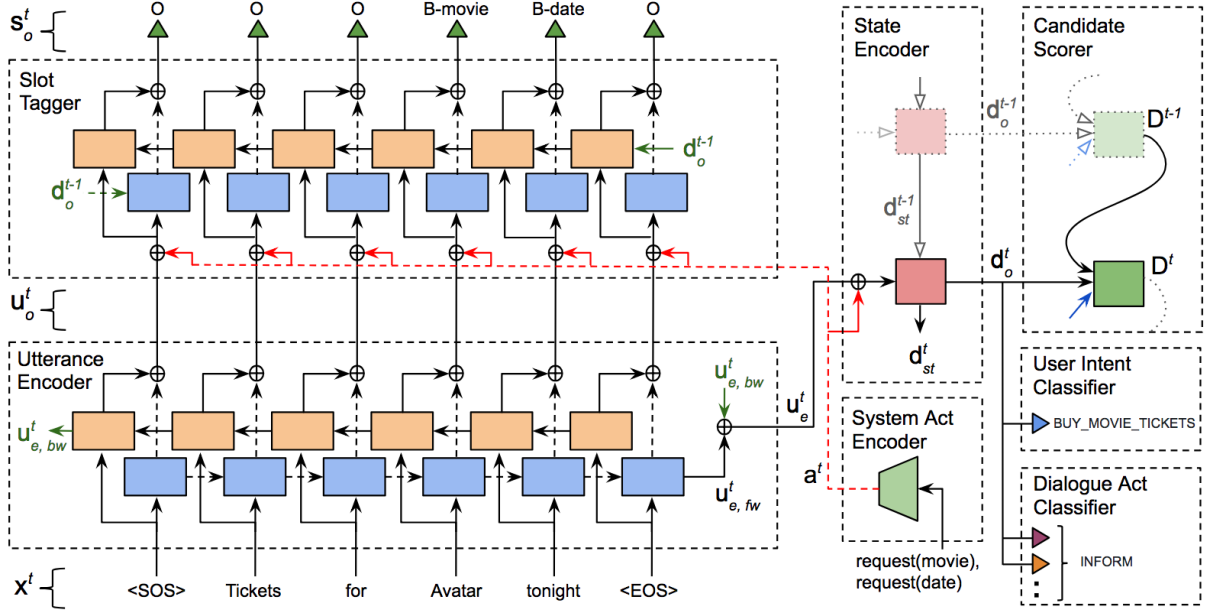 s_o^t
O O O B-movie B-date O
Slot
Tagger
d_o^{t-1}
d_o^{t-1}
u_o^t
Utterance
Encoder
u_{e, bw}^t
u_{e, bw}^t
u_{e, fw}^t
u_e^t
x^t
<SOS> Tickets for Avatar tonight <EOS>
State
Encoder
d_{st}^{t-1}
d_o^{t-1}
d_o^t
d_{st}^t
Candidate
Scorer
D^{t-1}
D^t
System Act
Encoder
a^t
request(movie),
request(date)
User Intent
Classifier
BUY_MOVIE_TICKETS
Dialogue Act
Classifier
INFORM